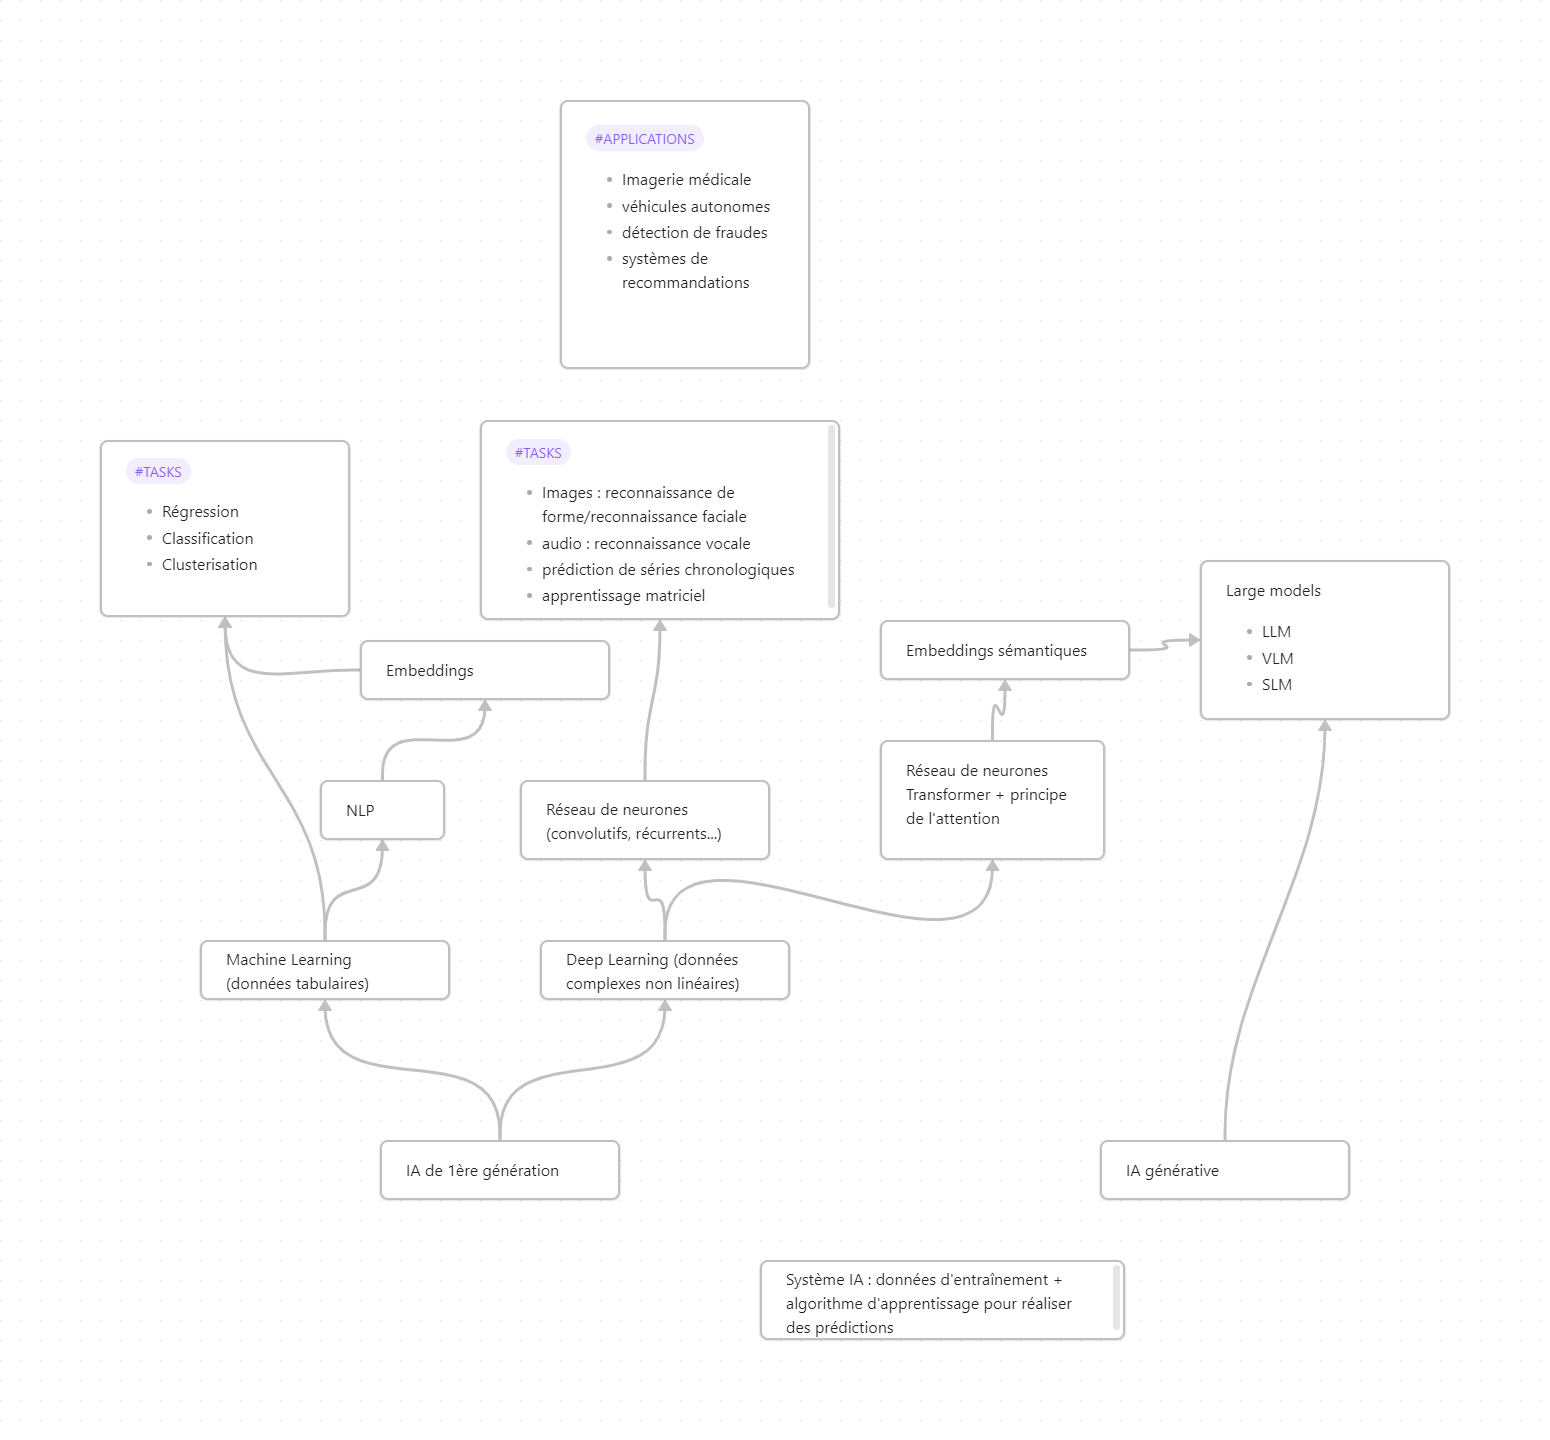 #APPLICATIONS
Imagerie médicale
véhicules autonomes
détection de fraudes
systèmes de
recommandations
#TASKS
Régression
Classification
Clusterisation
#TASKS
Images : reconnaissance de
forme/reconnaissance faciale
audio : reconnaissance vocale
prédiction de séries chronologiques
apprentissage matriciel
Embeddings
Embeddings sémantiques
Large models
LLM
VLM
SLM
NLP
Réseau de neurones
(convolutifs, récurrents...)
Réseau de neurones
Transformer + principe
de l'attention
Machine Learning
(données tabulaires)
Deep Learning (données
complexes non linéaires)
IA de 1ère génération
IA générative
Système IA : données d'entraînement +
algorithme d'apprentissage pour réaliser
des prédictions